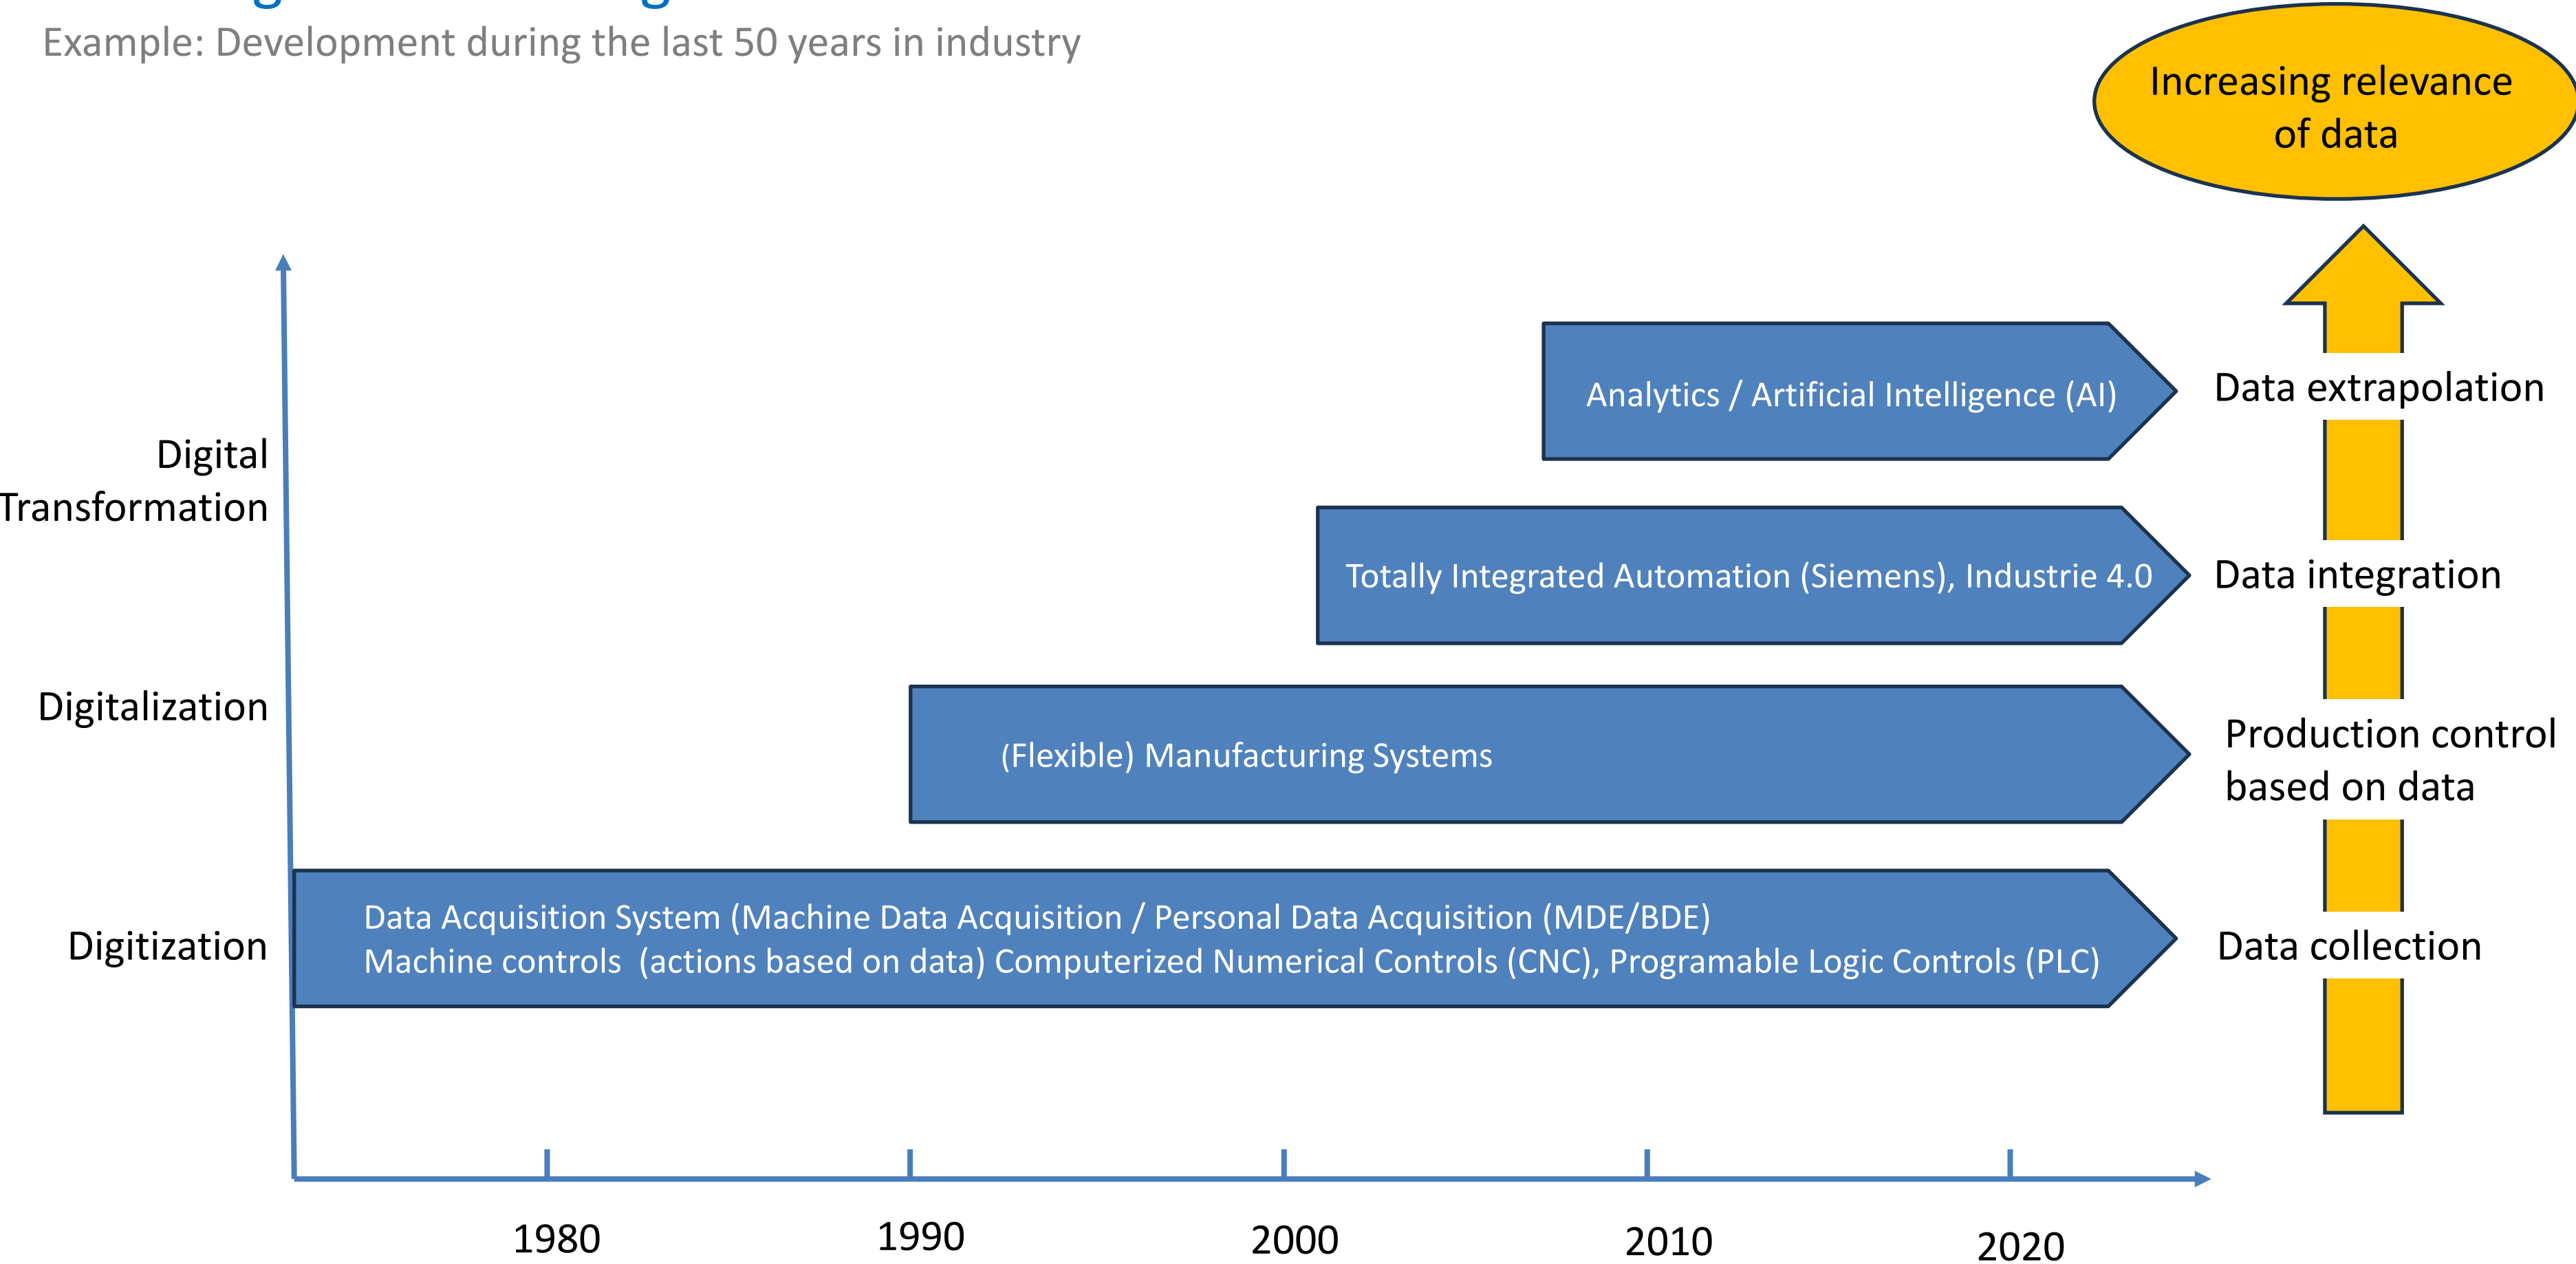 Example: Development during the last 50 years in industry
Increasing relevance
of data
Analytics / Artificial Intelligence (AI)
Data extrapolation
Digital
Transformation
Totally Integrated Automation (Siemens), Industrie 4.0
Data integration
Digitalization
(Flexible) Manufacturing Systems
Production control
based on data
Digitization
Data Acquisition System (Machine Data Acquisition / Personal Data Acquisition (MDE/BDE)
Machine controls  (actions based on data) Computerized Numerical Controls (CNC), Programable Logic Controls (PLC)
Data collection
1980
1990
2000
2010
2020